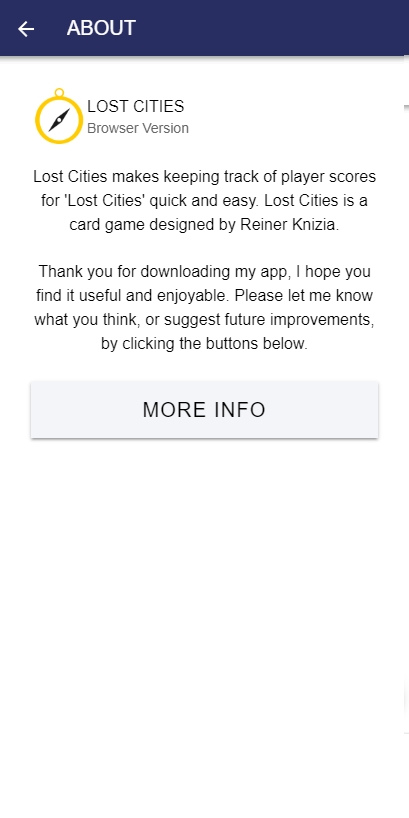 ABOUT
LOST CITIES
Browser Version
Lost Cities makes keeping track of player scores
for 'Lost Cities' quick and easy. Lost Cities is a
card game designed by Reiner Knizia.
Thank you for downloading my app, I hope you
find it useful and enjoyable. Please let me know
what you think, or suggest future improvements,
by clicking the buttons below.
MORE INFO